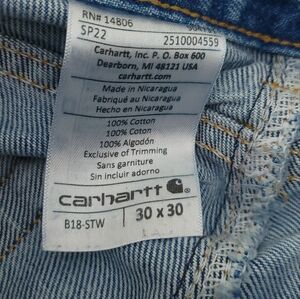 RN# 14806
SP22 2510004559
Carhartt, Inc. P.O. Box 600
Dearborn, MI 48121 USA
carhartt.com
Made in Nicaragua
Fabriqué au Nicaragua
Hecho en Nicaragua
100% Cotton
100% Cotton
100% Algodón
Exclusive of Trimming
Sans garniture
Sin incluir adorno
carhartt
B18-STW 30 x 30